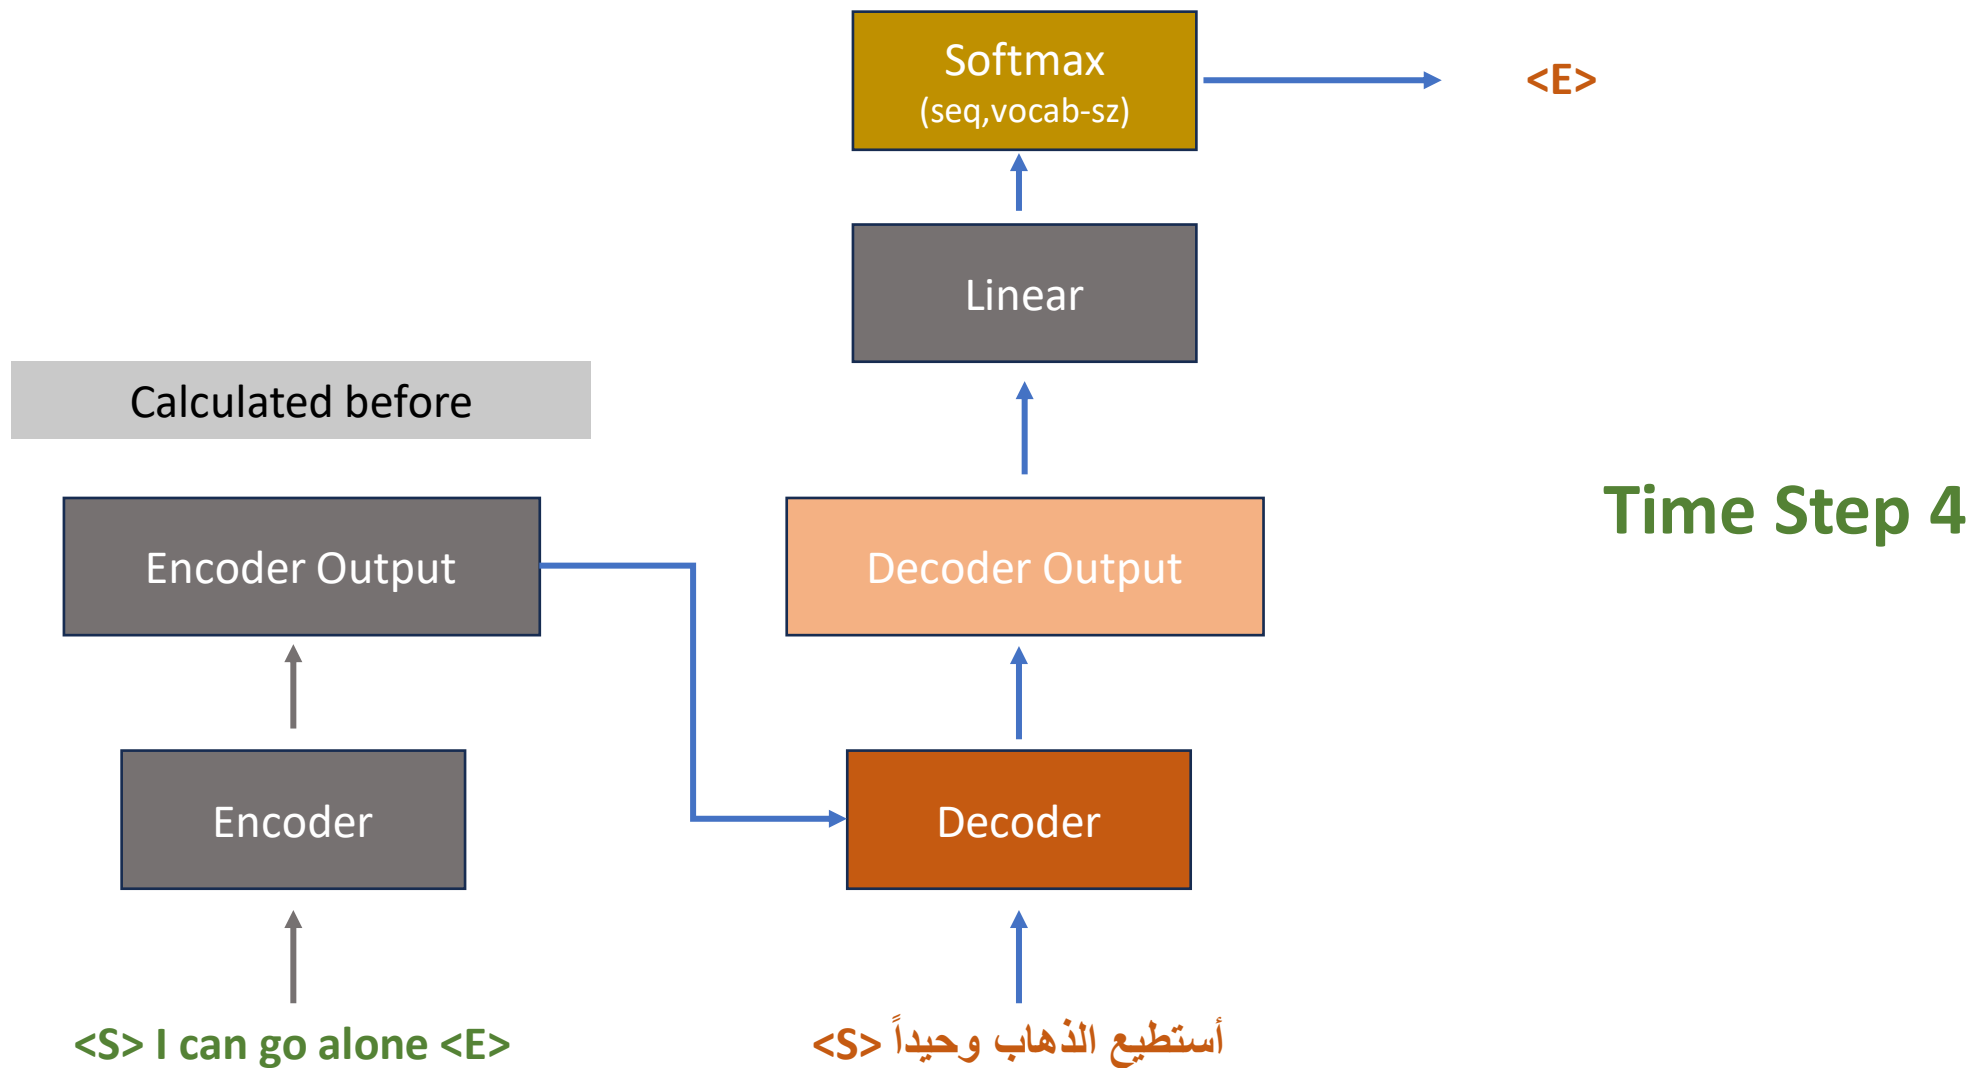 Softmax
(seq,vocab-sz)
<E>
Linear
Calculated before
Time Step 4
Encoder Output
Decoder Output
Encoder
Decoder
<S> I can go alone <E>
<S> أستطيع الذهاب وحيداً